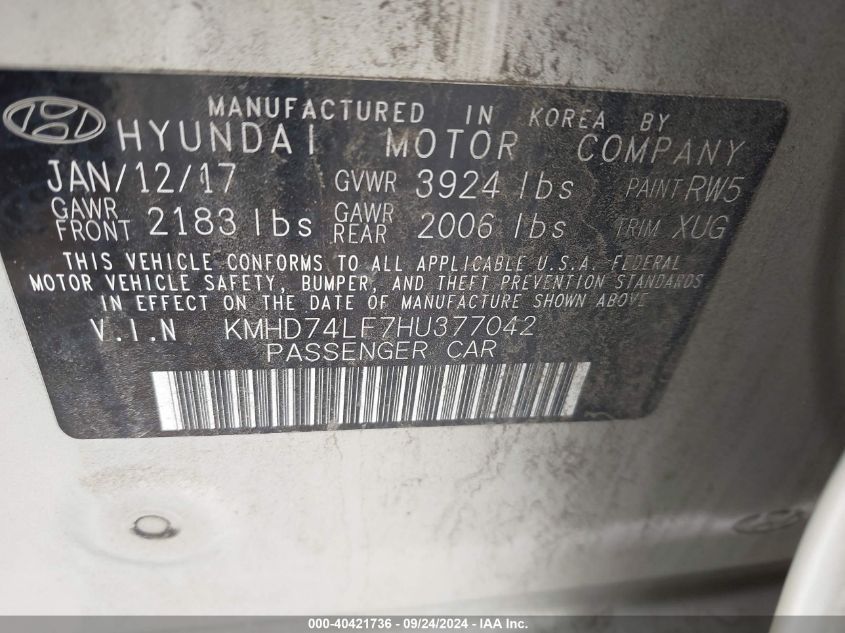 MANUFACTURED IN KOREA BY
HYUNDAI MOTOR COMPANY
JAN/12/17 GVWR 3924 lbs PAINT RW5
GAWR FRONT 2183 lbs GAWR REAR 2006 lbs TRIM XUG
THIS VEHICLE CONFORMS TO ALL APPLICABLE U.S.A. FEDERAL
MOTOR VEHICLE SAFETY, BUMPER, AND THEFT PREVENTION STANDARDS
IN EFFECT ON THE DATE OF MANUFACTURE SHOWN ABOVE
V.I.N KMHD74LF7HU377042
PASSENGER CAR
000-40421736 - 09/24/2024 - IAA Inc.